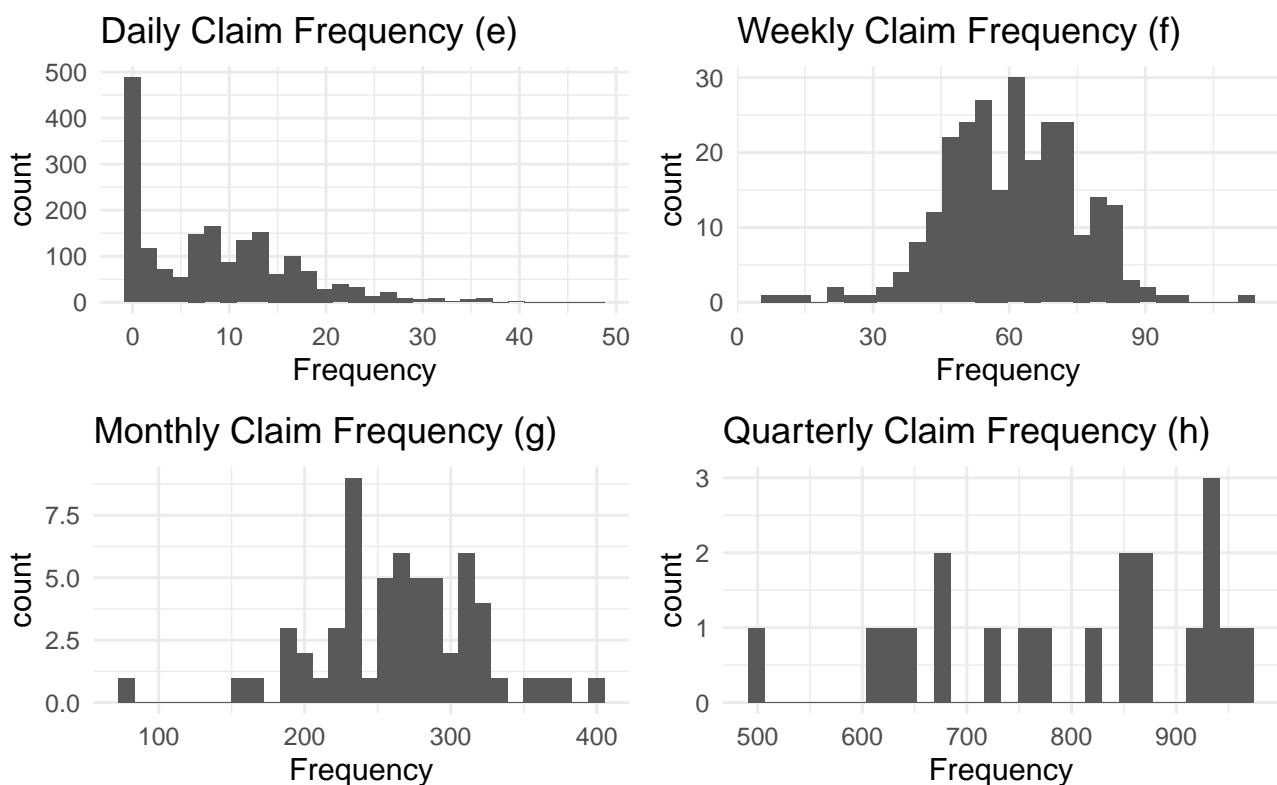 Daily Claim Frequency (e)
500
400
300
200
100
0
count
0 10 20 30 40 50
Frequency
Weekly Claim Frequency (f)
30
20
10
0
count
0 30 60 90
Frequency
Monthly Claim Frequency (g)
7.5
5.0
2.5
0.0
count
100 200 300 400
Frequency
Quarterly Claim Frequency (h)
3
2
1
0
count
500 600 700 800 900
Frequency